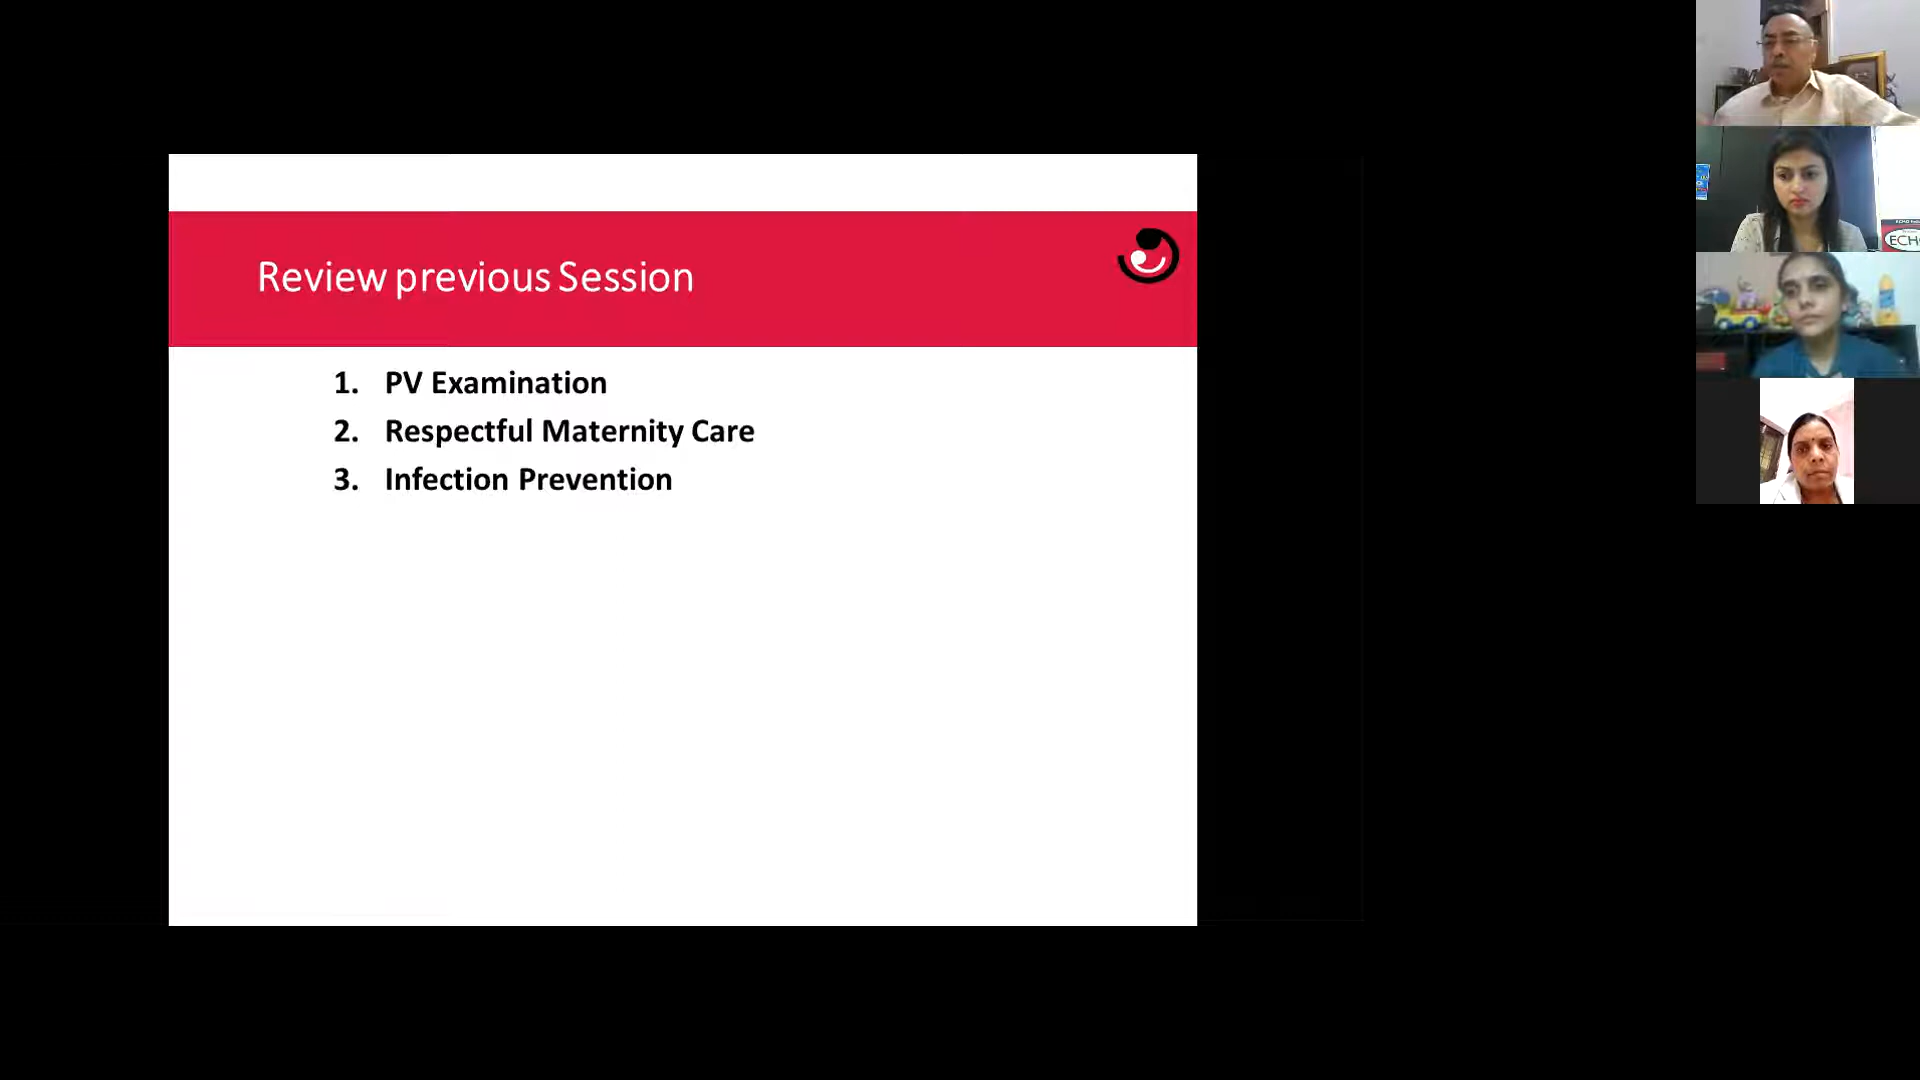 Review previous Session
1. PV Examination
2. Respectful Maternity Care
3. Infection Prevention